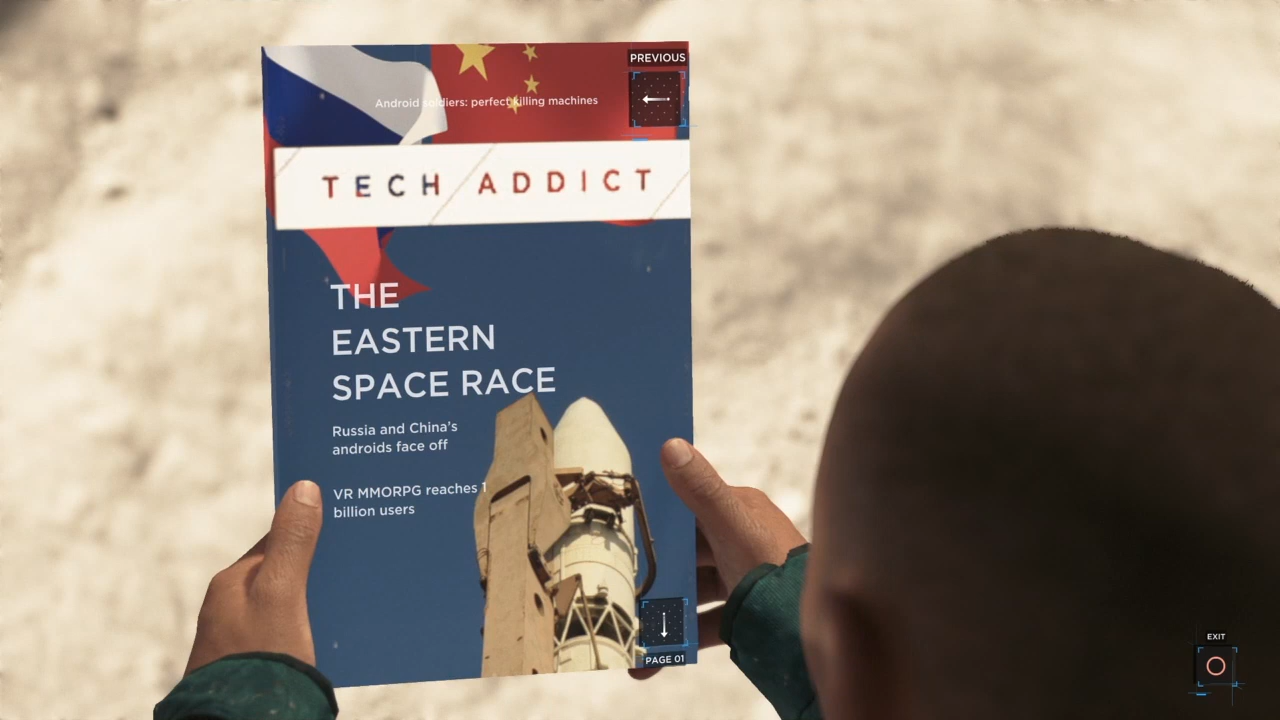 PREVIOUS
Android soldiers: perfect killing machines
TECH ADDICT
THE
EASTERN
SPACE RACE
Russia and China's
androids face off
VR MMORPG reaches 1
billion users
PAGE 01
EXIT